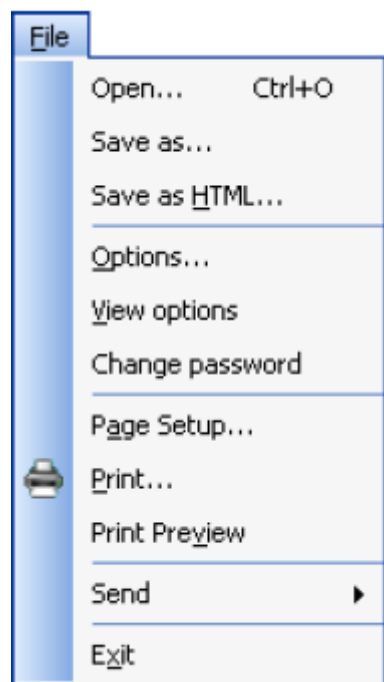 File
Open... Ctrl+O
Save as...
Save as HTML...
Options...
View options
Change password
Page Setup...
Print...
Print Preview
Send
Exit